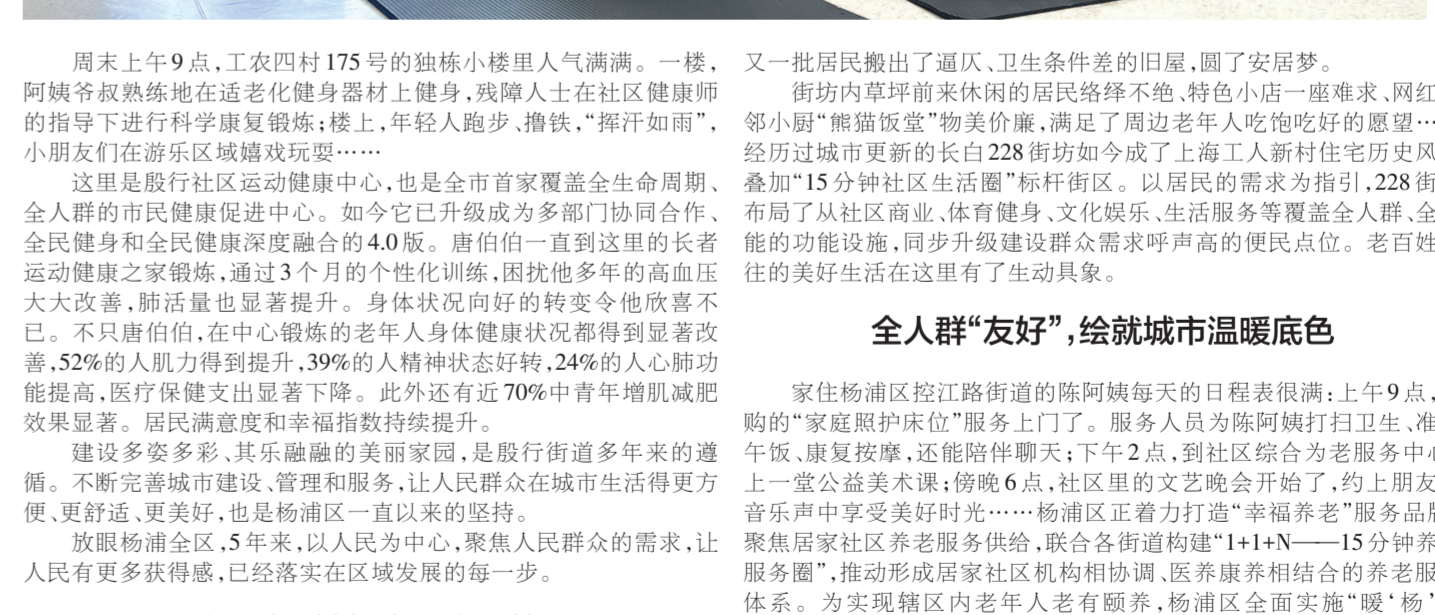 周末上午9点，工农四村175号的独栋小楼里人气满满。一楼，
阿姨爷叔熟练地在适老化健身器材上健身，残障人士在社区健康师
的指导下进行科学康复锻炼；楼上，年轻人跑步、撸铁，“挥汗如雨”，
小朋友们在游乐区域嬉戏玩耍……
这里是殷行社区运动健康中心，也是全市首家覆盖全生命周期、
全人群的市民健康促进中心。如今它已升级成为多部门协同合作、
全民健身和全民健康深度融合的4.0版。唐伯伯一直到这里的长者
运动健康之家锻炼，通过3个月的个性化训练，困扰他多年的高血压
大大改善，肺活量也显著提升。身体状况向好的转变令他欣喜不
已。不只唐伯伯，在中心锻炼的老年人身体健康状况都得到显著改
善，52%的人肌力得到提升，39%的人精神状态好转，24%的人心肺功
能提高，医疗保健支出显著下降。此外还有近70%中青年增肌减肥
效果显著。居民满意度和幸福指数持续提升。
建设多姿多彩、其乐融融的美丽家园，是殷行街道多年来的遵
循。不断完善城市建设、管理和服务，让人民群众在城市生活得更方
便、更舒适、更美好，也是杨浦区一直以来的坚持。
放眼杨浦全区，5年来，以人民为中心，聚焦人民群众的需求，让
人民有更多获得感，已经落实在区域发展的每一步。
又一批居民搬出了逼仄、卫生条件差的旧屋，圆了安居梦。
街坊内草坪前来休闲的居民络绎不绝、特色小店一座难求、网红
邻小厨“熊猫饭堂”物美价廉，满足了周边老年人吃饱吃好的愿望…
经历过城市更新的长白228街坊如今成了上海工人新村住宅历史风
叠加“15分钟社区生活圈”标杆街区。以居民的需求为指引，228街
布局了从社区商业、体育健身、文化娱乐、生活服务等覆盖全人群、全
能的功能设施，同步升级建设群众需求呼声高的便民点位。老百姓
往的美好生活在这里有了生动具象。
全人群“友好”，绘就城市温暖底色
家住杨浦区控江路街道的陈阿姨每天的日程表很满：上午9点，
购的“家庭照护床位”服务上门了。服务人员为陈阿姨打扫卫生、准
午饭、康复按摩，还能陪伴聊天；下午2点，到社区综合为老服务中心
上一堂公益美术课；傍晚6点，社区里的文艺晚会开始了，约上朋友
音乐声中享受美好时光……杨浦区正着力打造“幸福养老”服务品牌
聚焦居家社区养老服务供给，联合各街道构建“1+1+N——15分钟养
服务圈”，推动形成居家社区机构相协调、医养康养相结合的养老服
体系。为实现辖区内老年人老有颐养，杨浦区全面实施“暖‘杨’